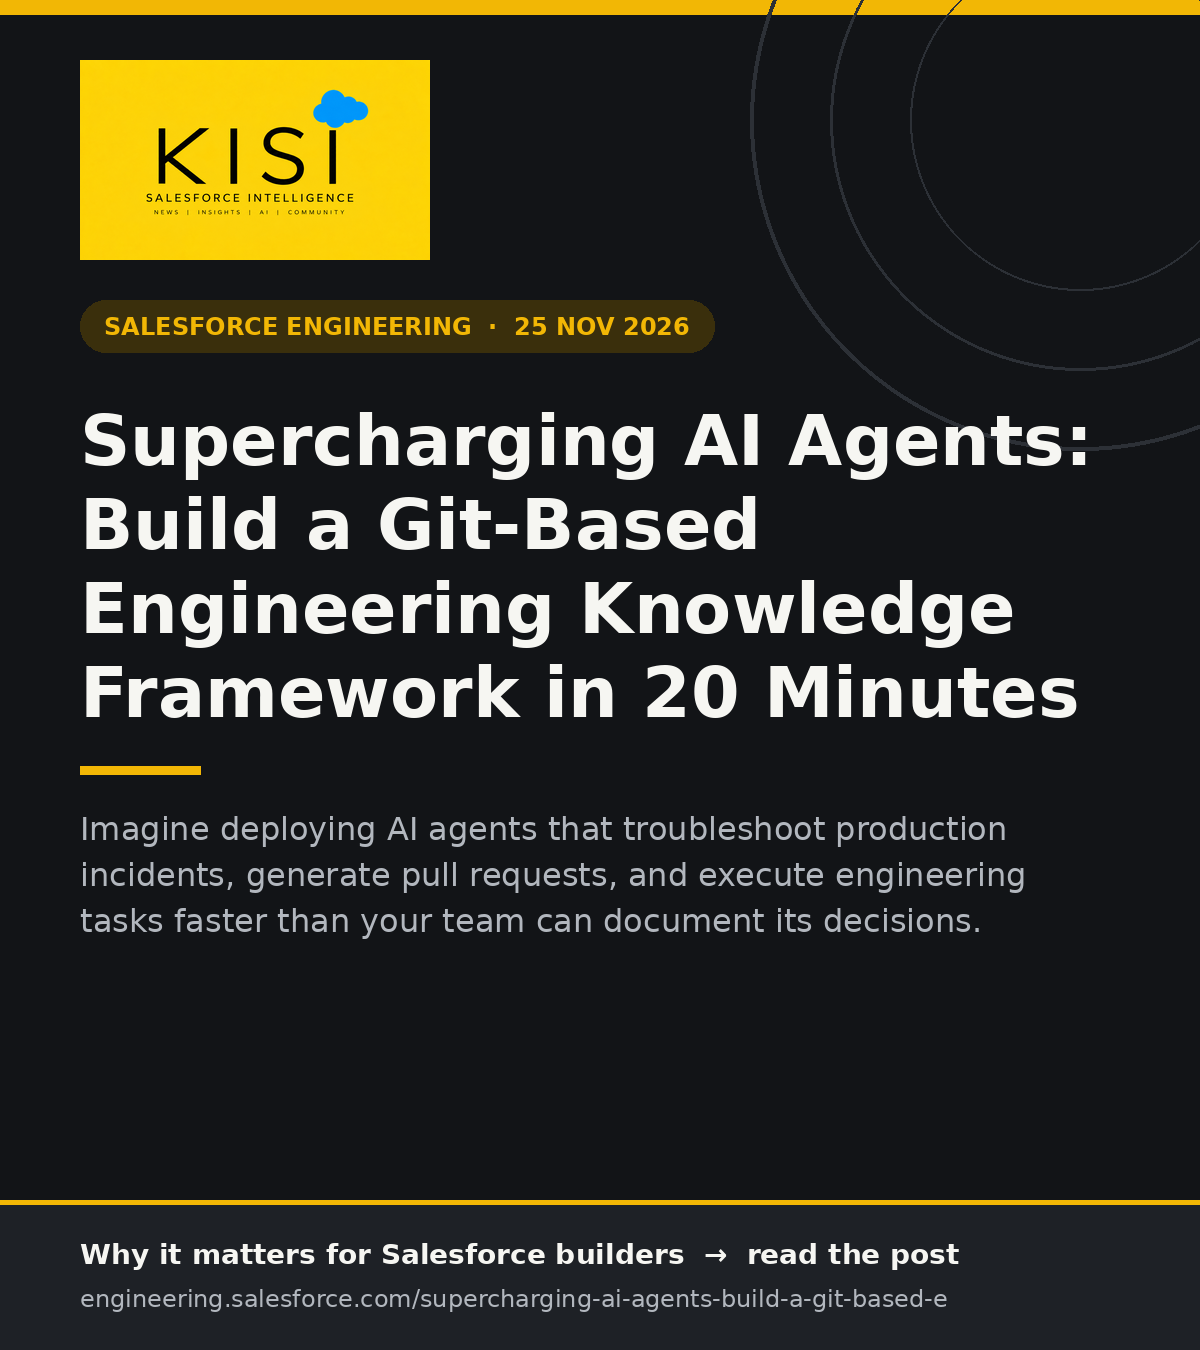 KISI
SALESFORCE INTELLIGENCE
NEWS | INSIGHTS | AI | COMMUNITY
SALESFORCE ENGINEERING · 25 NOV 2026
Supercharging AI Agents:
Build a Git-Based
Engineering Knowledge
Framework in 20 Minutes
Imagine deploying AI agents that troubleshoot production
incidents, generate pull requests, and execute engineering
tasks faster than your team can document its decisions.
Why it matters for Salesforce builders → read the post
engineering.salesforce.com/supercharging-ai-agents-build-a-git-based-e